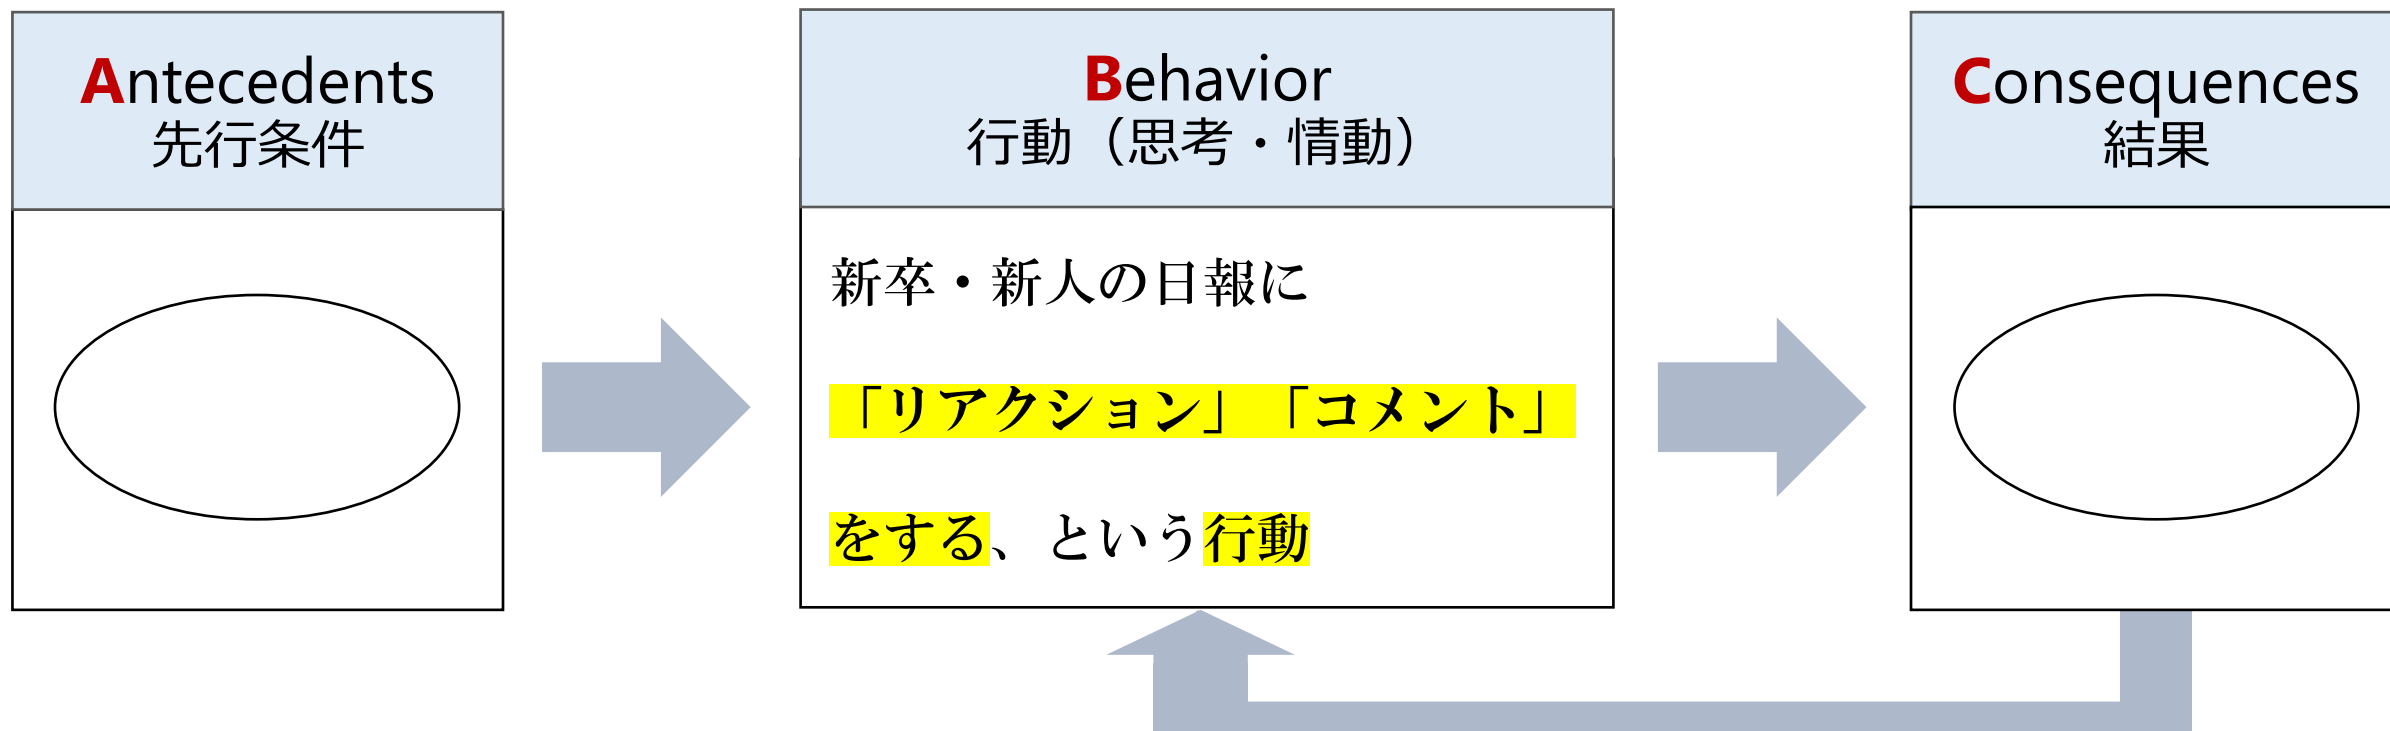 Antecedents
先行条件
Behavior
行動（思考・情動）
新卒・新人の日報に
「リアクション」「コメント」
をする、という行動
Consequences
結果